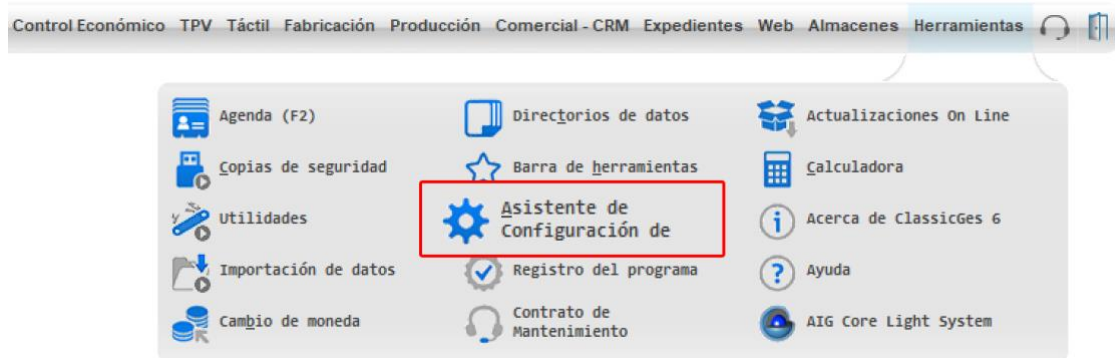 Control Económico TPV Táctil Fabricación Producción Comercial - CRM Expedientes Web Almacenes Herramientas
Agenda (F2)
Directorios de datos
Actualizaciones On Line
Copias de seguridad
Barra de herramientas
Calculadora
Utilidades
Asistente de
Configuración de
Acerca de ClassicGes 6
Importación de datos
Registro del programa
Ayuda
Cambio de moneda
Contrato de
Mantenimiento
AIG Core Light System